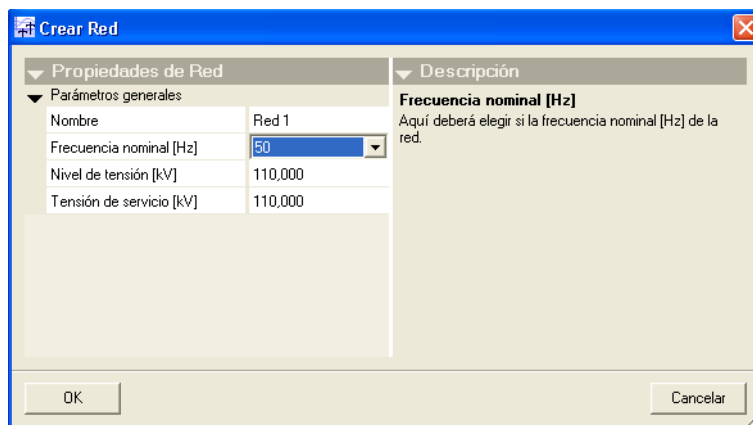 Crear Red
Propiedades de Red
Parámetros generales
Nombre Red 1
Frecuencia nominal [Hz] 50
Nivel de tensión [kV] 110,000
Tensión de servicio [kV] 110,000
Descripción
Frecuencia nominal [Hz]
Aquí deberá elegir si la frecuencia nominal [Hz] de la
red.
OK
Cancelar